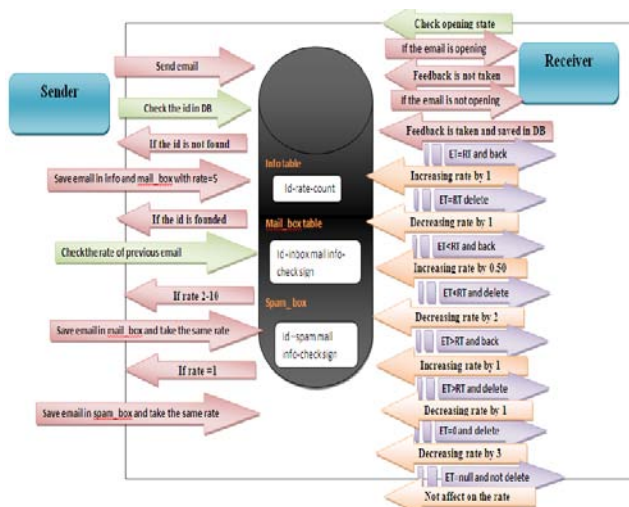 Check opening state
If the email is opening
Send email
Feedback is not taken
Sender
Receiver
Check the id in DB
If the email is not opening
If the id is not found
Feedback is taken and saved in DB
ET=RT and back
Info table
Save email in info and mail_box with rate=5
Id-rate-count
Increasing rate by 1
ET=RT delete
If the id is founded
Mail_box table
Decreasing rate by 1
ET<RT and back
Check the rate of previous email
Id-inbox mail info-
check sign
Increasing rate by 0.50
If rate 2-10
Spam_box
ET<RT and delete
Decreasing rate by 2
Save email in mail_box and take the same rate
id-spam mail
info-check sign
ET>RT and back
If rate =1
Increasing rate by 1
ET>RT and delete
Save email in spam_box and take the same rate
Decreasing rate by 1
ET=0 and delete
Decreasing rate by 3
ET=null and not delete
Not affect on the rate